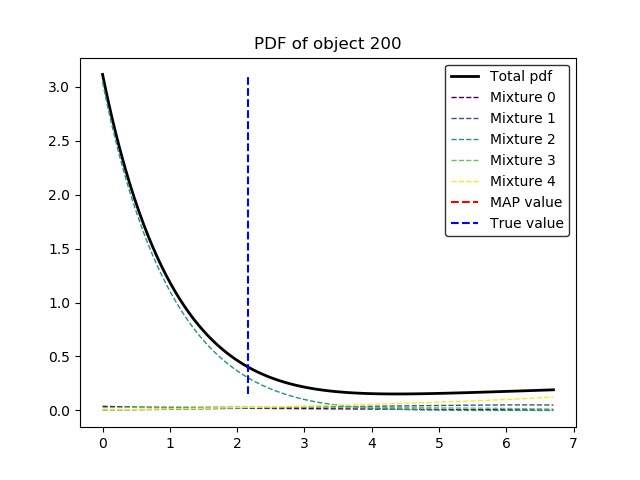 PDF of object 200
3.0
2.5
2.0
1.5
1.0
0.5
0.0
0 1 2 3 4 5 6 7
Total pdf
Mixture 0
Mixture 1
Mixture 2
Mixture 3
Mixture 4
MAP value
True value